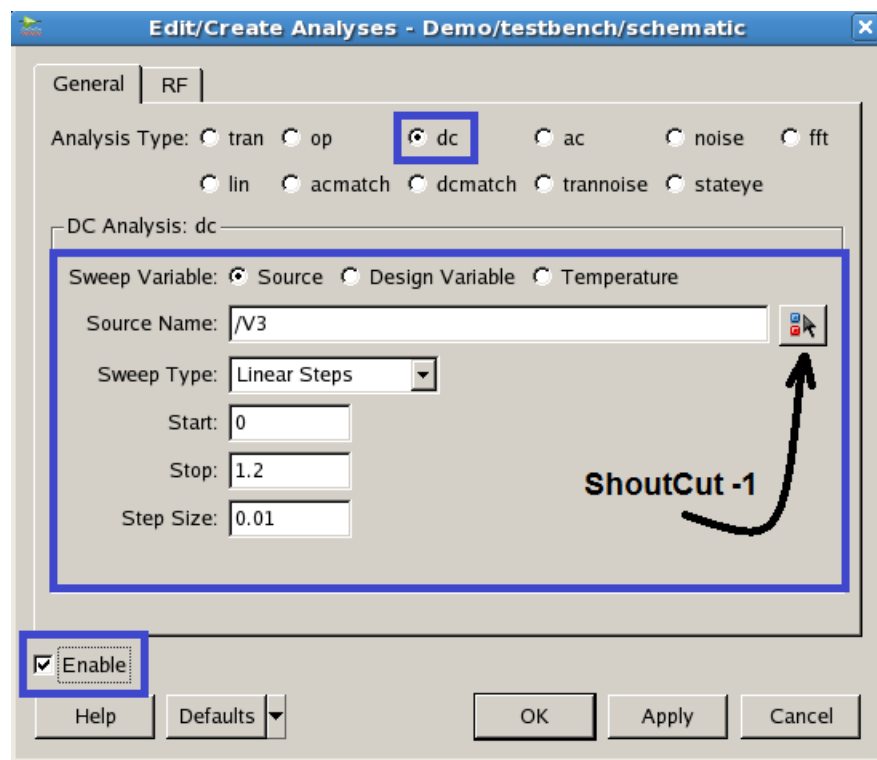 Edit/Create Analyses - Demo/testbench/schematic
General RF
Analysis Type: tran op dc ac noise fft
lin acmatch dcmatch trannoise stateye
DC Analysis: dc
Sweep Variable: Source Design Variable Temperature
Source Name: /V3
Sweep Type: Linear Steps
Start: 0
Stop: 1.2
ShoutCut -1
Step Size: 0.01
Enable
Help Defaults OK Apply Cancel